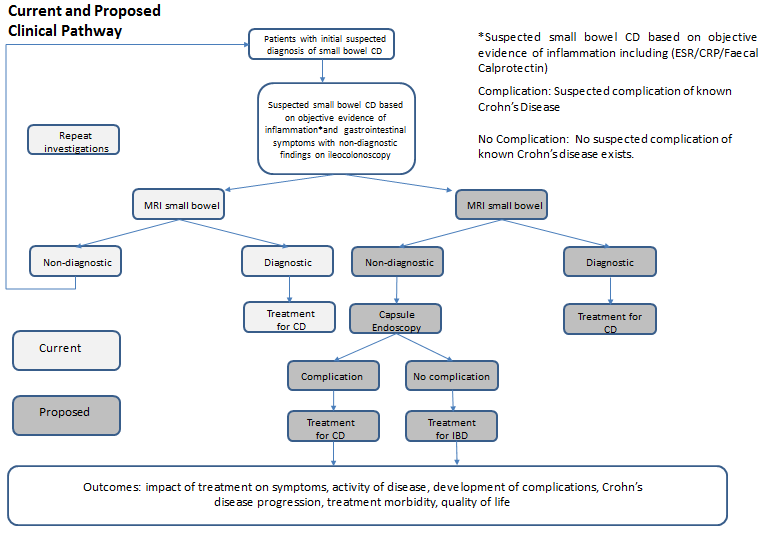 Current and Proposed
Clinical Pathway
Patients with initial suspected
diagnosis of small bowel CD
*Suspected small bowel CD based on objective
evidence of inflammation including (ESR/CRP/Faecal
Calprotectin)
Complication: Suspected complication of known
Crohn's Disease
No Complication: No suspected complication of
known Crohn's disease exists.
Suspected small bowel CD based
on objective evidence of
inflammation*and gastrointestinal
symptoms with non-diagnostic
findings on ileocolonoscopy
Repeat
investigations
MRI small bowel
MRI small bowel
Non-diagnostic
Diagnostic
Non-diagnostic
Diagnostic
Treatment
for CD
Capsule
Endoscopy
Treatment for
CD
Current
Complication
No complication
Proposed
Treatment
for CD
Treatment
for IBD
Outcomes: impact of treatment on symptoms, activity of disease, development of complications, Crohn's
disease progression, treatment morbidity, quality of life